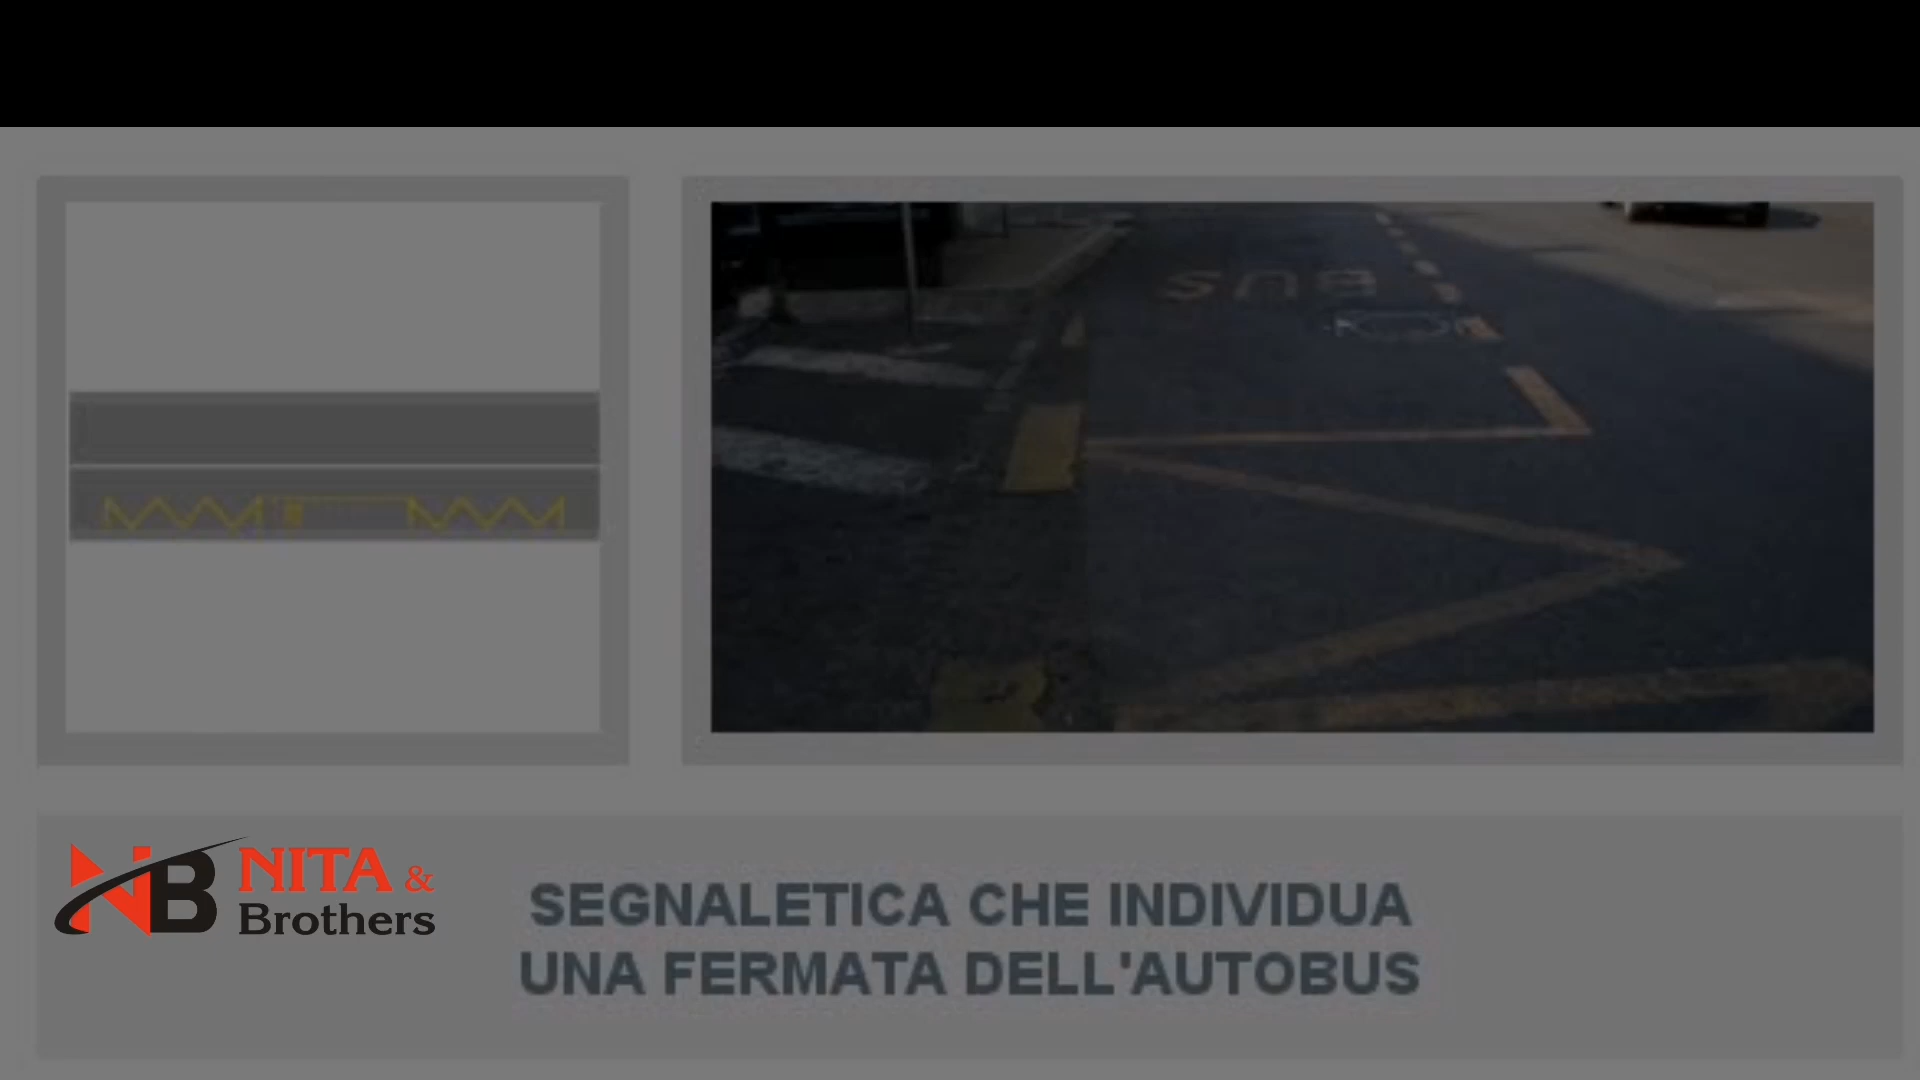 BUS
NITA &
Brothers
SEGNALETICA CHE INDIVIDUA
UNA FERMATA DELL'AUTOBUS